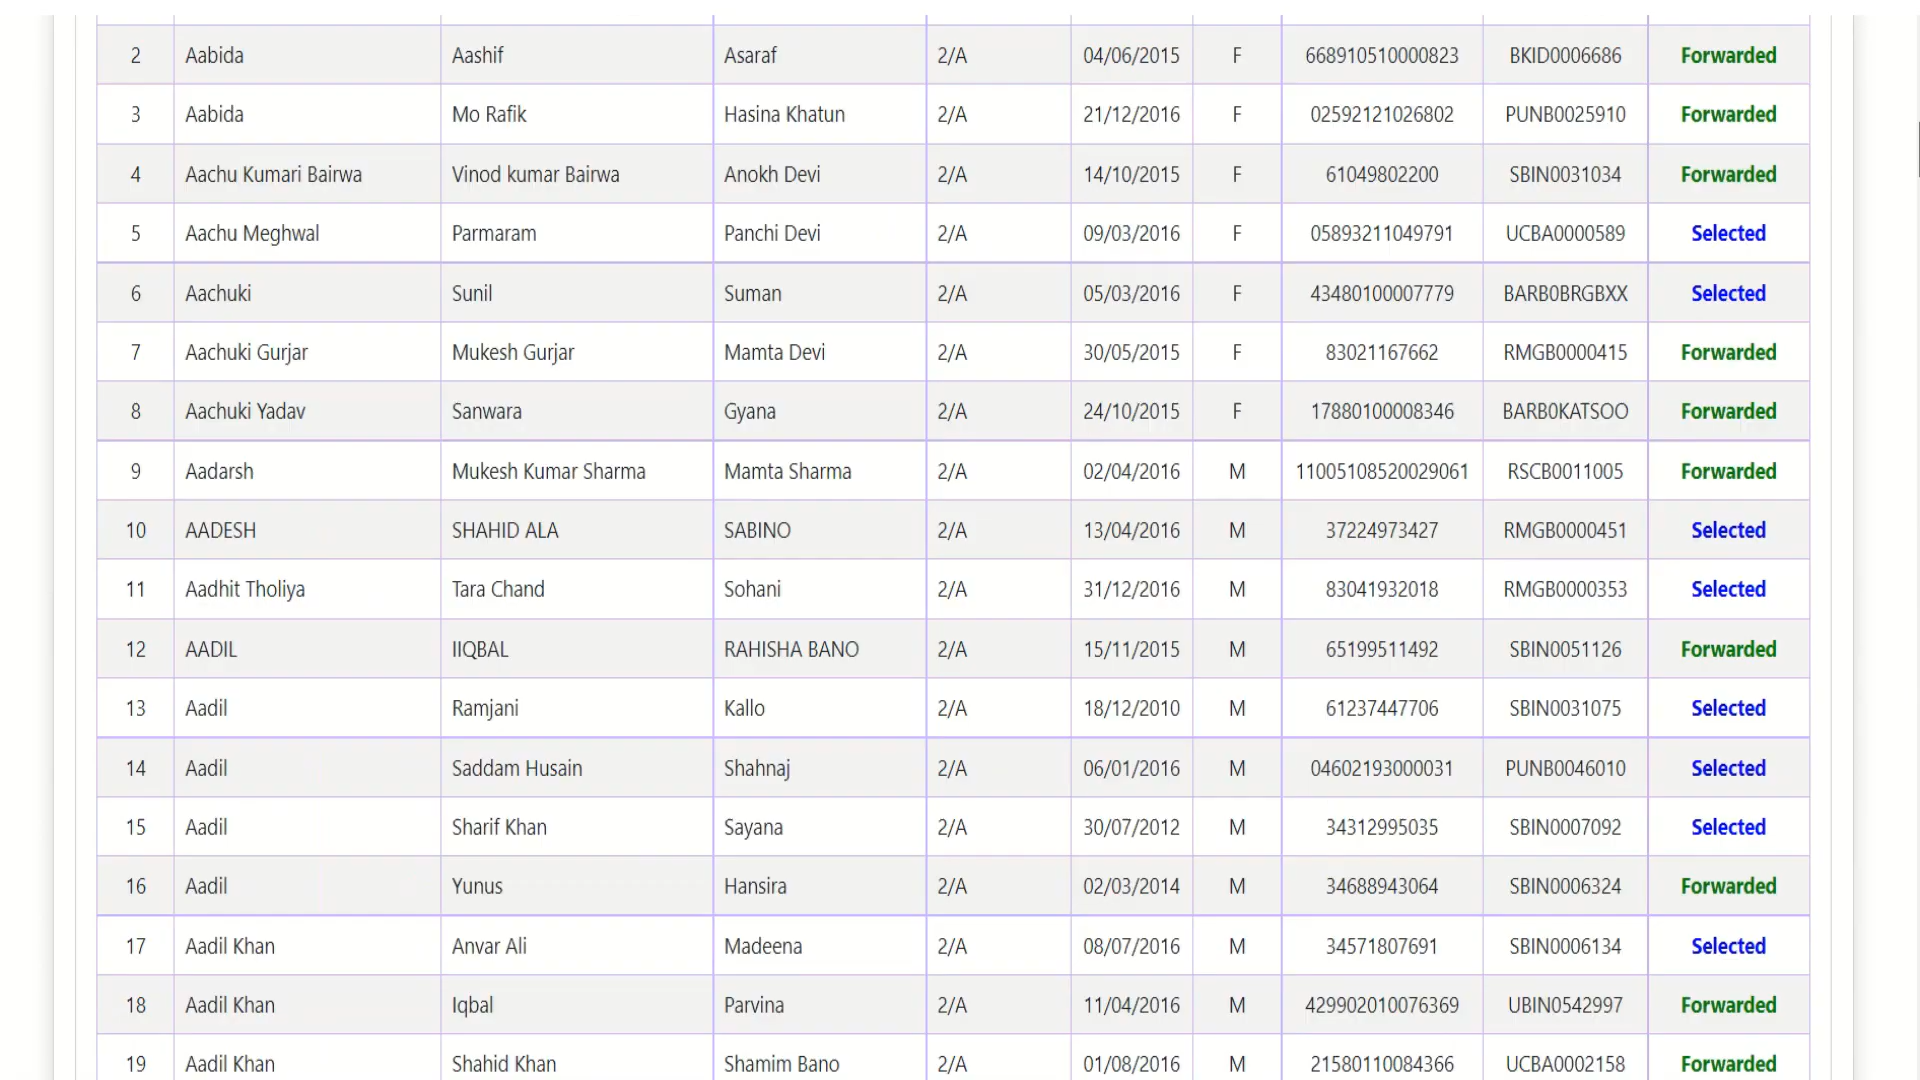 2 Aabida Aashif Asaraf 2/A 04/06/2015 F 668910510000823 BKID0006686 Forwarded
3 Aabida Mo Rafik Hasina Khatun 2/A 21/12/2016 F 02592121026802 PUNB0025910 Forwarded
4 Aachu Kumari Bairwa Vinod kumar Bairwa Anokh Devi 2/A 14/10/2015 F 61049802200 SBIN0031034 Forwarded
5 Aachu Meghwal Parmaram Panchi Devi 2/A 09/03/2016 F 05893211049791 UCBA0000589 Selected
6 Aachuki Sunil Suman 2/A 05/03/2016 F 43480100007779 BARB0BRGBXX Selected
7 Aachuki Gurjar Mukesh Gurjar Mamta Devi 2/A 30/05/2015 F 83021167662 RMGB0000415 Forwarded
8 Aachuki Yadav Sanwara Gyana 2/A 24/10/2015 F 17880100008346 BARB0KATSOO Forwarded
9 Aadarsh Mukesh Kumar Sharma Mamta Sharma 2/A 02/04/2016 M 11005108520029061 RSCB0011005 Forwarded
10 AADESH SHAHID ALA SABINO 2/A 13/04/2016 M 37224973427 RMGB0000451 Selected
11 Aadhit Tholiya Tara Chand Sohani 2/A 31/12/2016 M 83041932018 RMGB0000353 Selected
12 AADIL IIQBAL RAHISHA BANO 2/A 15/11/2015 M 65199511492 SBIN0051126 Forwarded
13 Aadil Ramjani Kallo 2/A 18/12/2010 M 61237447706 SBIN0031075 Selected
14 Aadil Saddam Husain Shahnaj 2/A 06/01/2016 M 04602193000031 PUNB0046010 Selected
15 Aadil Sharif Khan Sayana 2/A 30/07/2012 M 34312995035 SBIN0007092 Selected
16 Aadil Yunus Hansira 2/A 02/03/2014 M 34688943064 SBIN0006324 Forwarded
17 Aadil Khan Anvar Ali Madeena 2/A 08/07/2016 M 34571807691 SBIN0006134 Selected
18 Aadil Khan Iqbal Parvina 2/A 11/04/2016 M 429902010076369 UBIN0542997 Forwarded
19 Aadil Khan Shahid Khan Shamim Bano 2/A 01/08/2016 M 21580110084366 UCBA0002158 Forwarded